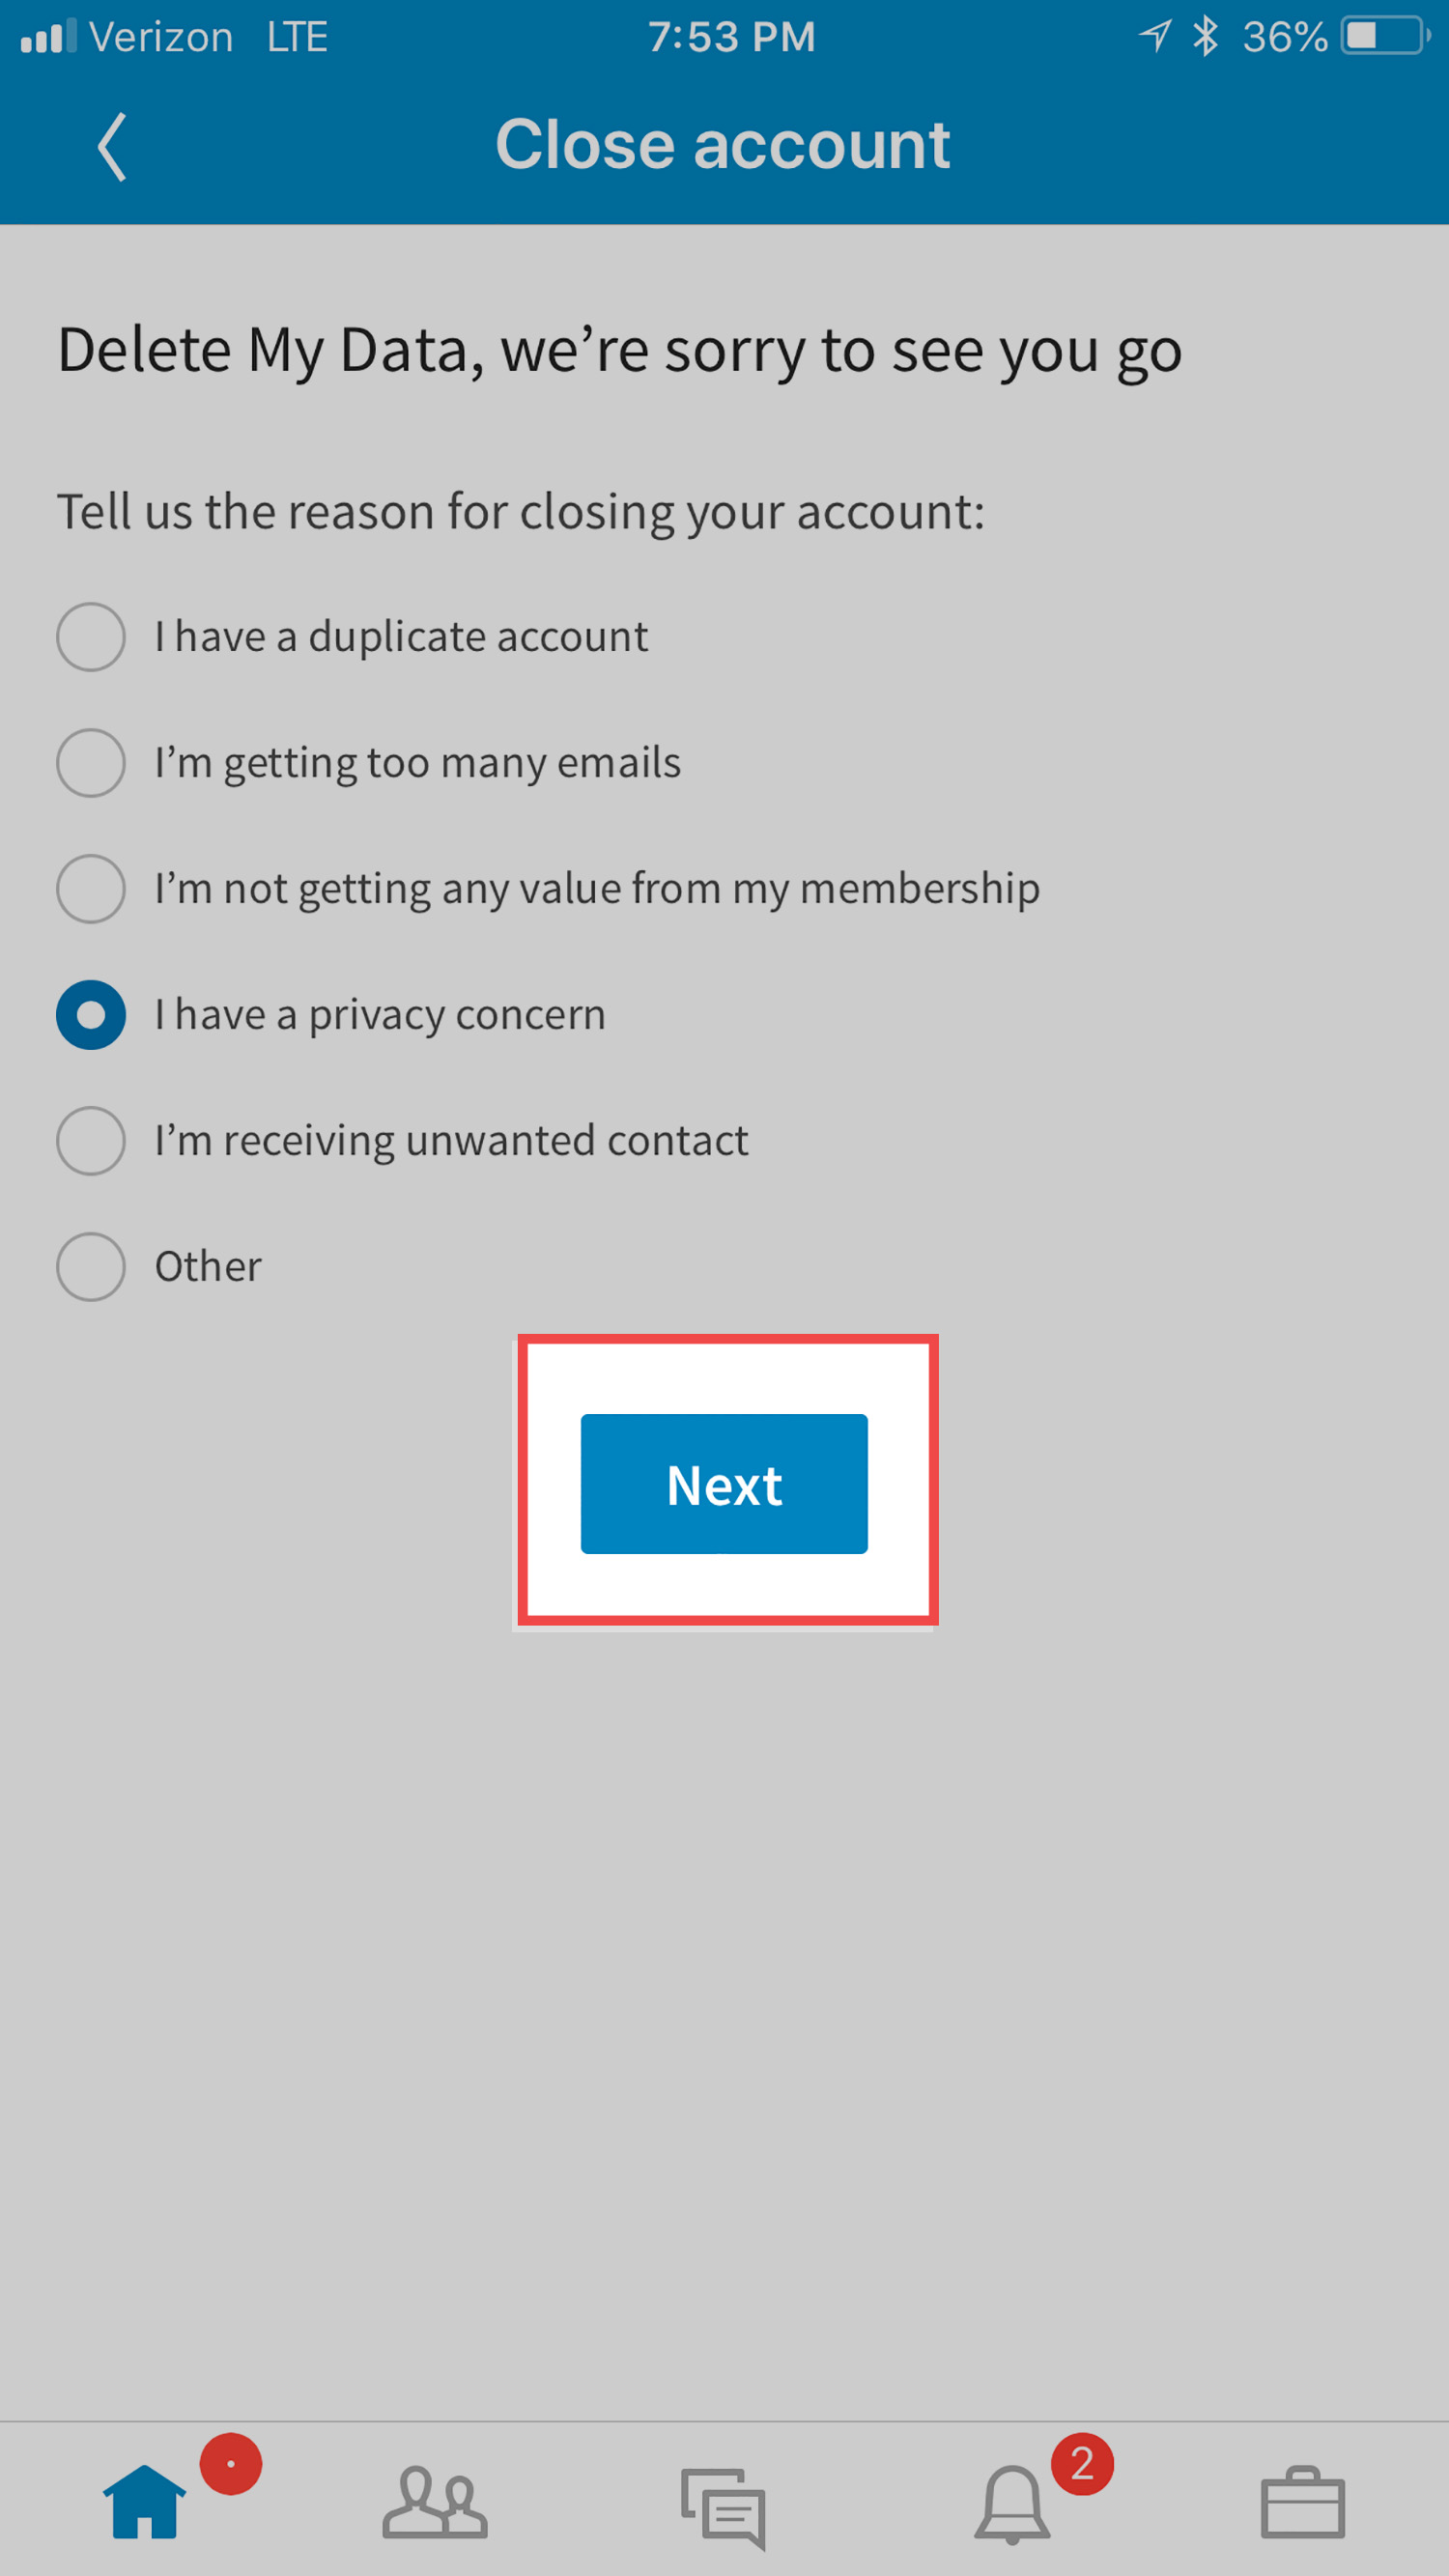 Verizon LTE 7:53 PM 36%
Close account
Delete My Data, we’re sorry to see you go
Tell us the reason for closing your account:
I have a duplicate account
I’m getting too many emails
I’m not getting any value from my membership
I have a privacy concern
I’m receiving unwanted contact
Other
Next
2